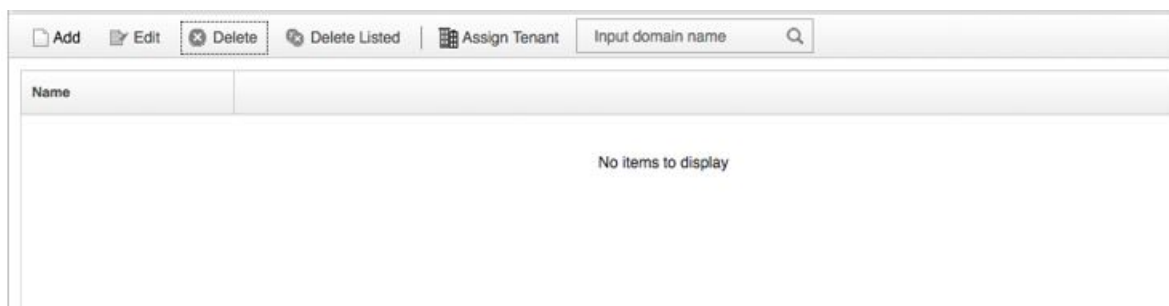 Add Edit Delete Delete Listed Assign Tenant Input domain name
Name
No items to display